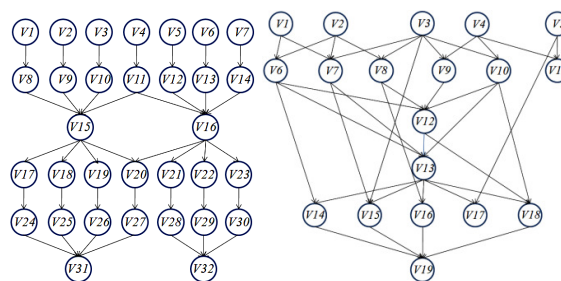 V1 V2 V3 V4 V5 V6 V7
V8 V9 V10 V11 V12 V13 V14
V15 V16
V17 V18 V19 V20 V21 V22 V23
V24 V25 V26 V27 V28 V29 V30
V31 V32
V1 V2 V3 V4
V6 V7 V8 V9 V10
V12
V13
V14 V15 V16 V17 V18
V19